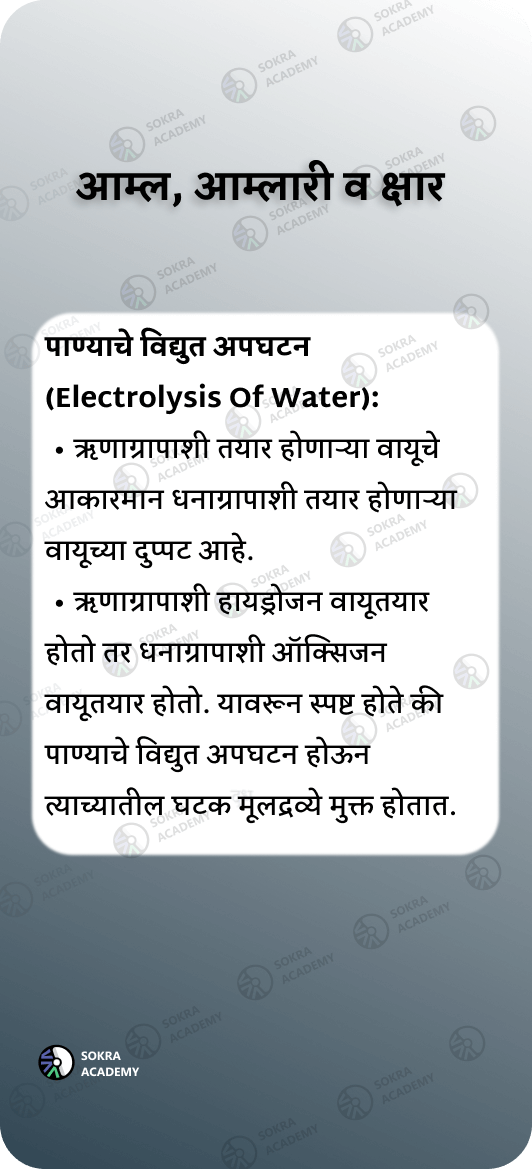 आम्ल, आम्लारी व क्षार
पाण्याचे विद्युत अपघटन
(Electrolysis Of Water):
• ऋणाग्रापाशी तयार होणाऱ्या वायूचे
आकारमान धनाग्रापाशी तयार होणाऱ्या
वायूच्या दुप्पट आहे.
• ऋणाग्रापाशी हायड्रोजन वायूतयार
होतो तर धनाग्रापाशी ऑक्सिजन
वायूतयार होतो. यावरून स्पष्ट होते की
पाण्याचे विद्युत अपघटन होऊन
त्याच्यातील घटक मूलद्रव्ये मुक्त होतात.
SOKRA
ACADEMY